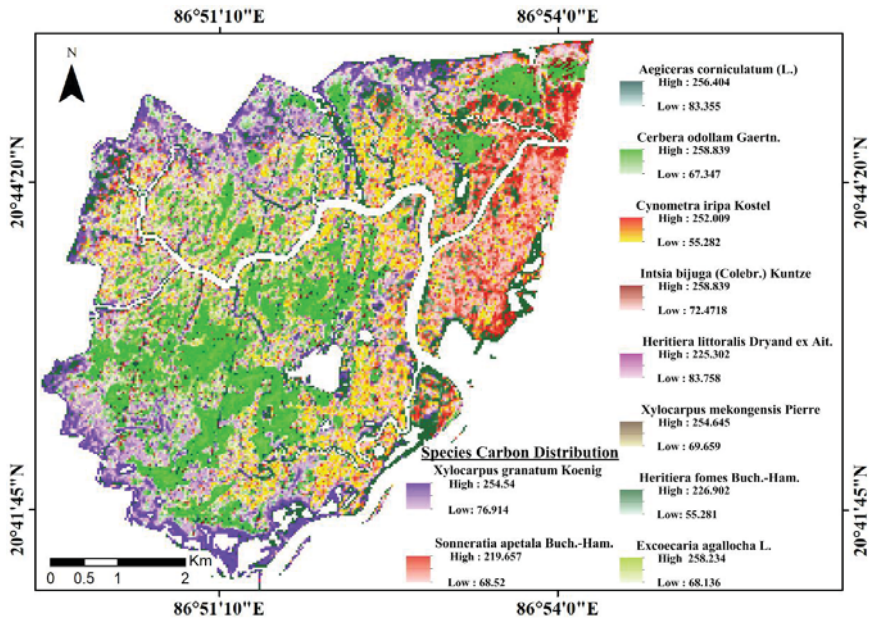 86°51'10"E
86°54'0"E
N
20°44'20"N
20°44'20"N
Aegiceras corniculatum (L.)
High : 256.404
Low : 83.355
Cerbera odollam Gaertn.
High : 258.839
Low : 67.347
Cynometra iripa Kostel
High : 252.009
Low : 55.282
Intsia bijuga (Colebr.) Kuntze
High : 258.839
Low : 72.4718
Heritiera littoralis Dryand ex Ait.
High : 225.302
Low : 83.758
Xylocarpus mekongensis Pierre
High : 254.645
Low : 69.659
Species Carbon Distribution
Xylocarpus granatum Koenig
High : 254.54
Low: 76.914
Heritiera fomes Buch.-Ham.
High : 226.902
Low: 55.281
Sonneratia apetala Buch.-Ham.
High : 219.657
Low : 68.52
Excoecaria agallocha L.
High 258.234
Low : 68.136
20°41'45"N
20°41'45"N
Km
0 0.5 1 2
86°51'10"E
86°54'0"E